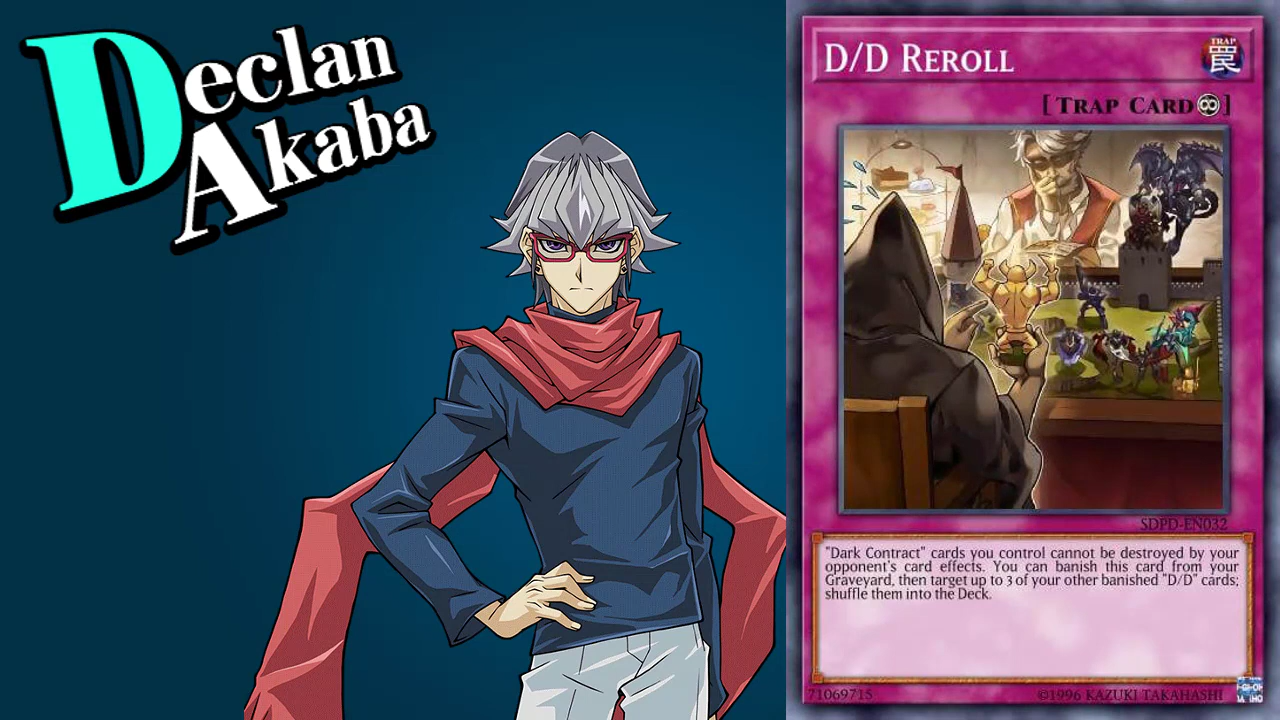 Declan
Akaba
D/D REROLL
TRAP
罠
[TRAP CARD♾]
SDPD-EN032
"Dark Contract" cards you control cannot be destroyed by your
opponent's card effects. You can banish this card from your
Graveyard, then target up to 3 of your other banished "D/D" cards;
shuffle them into the Deck.
71069715
©1996 KAZUKI TAKAHASHI